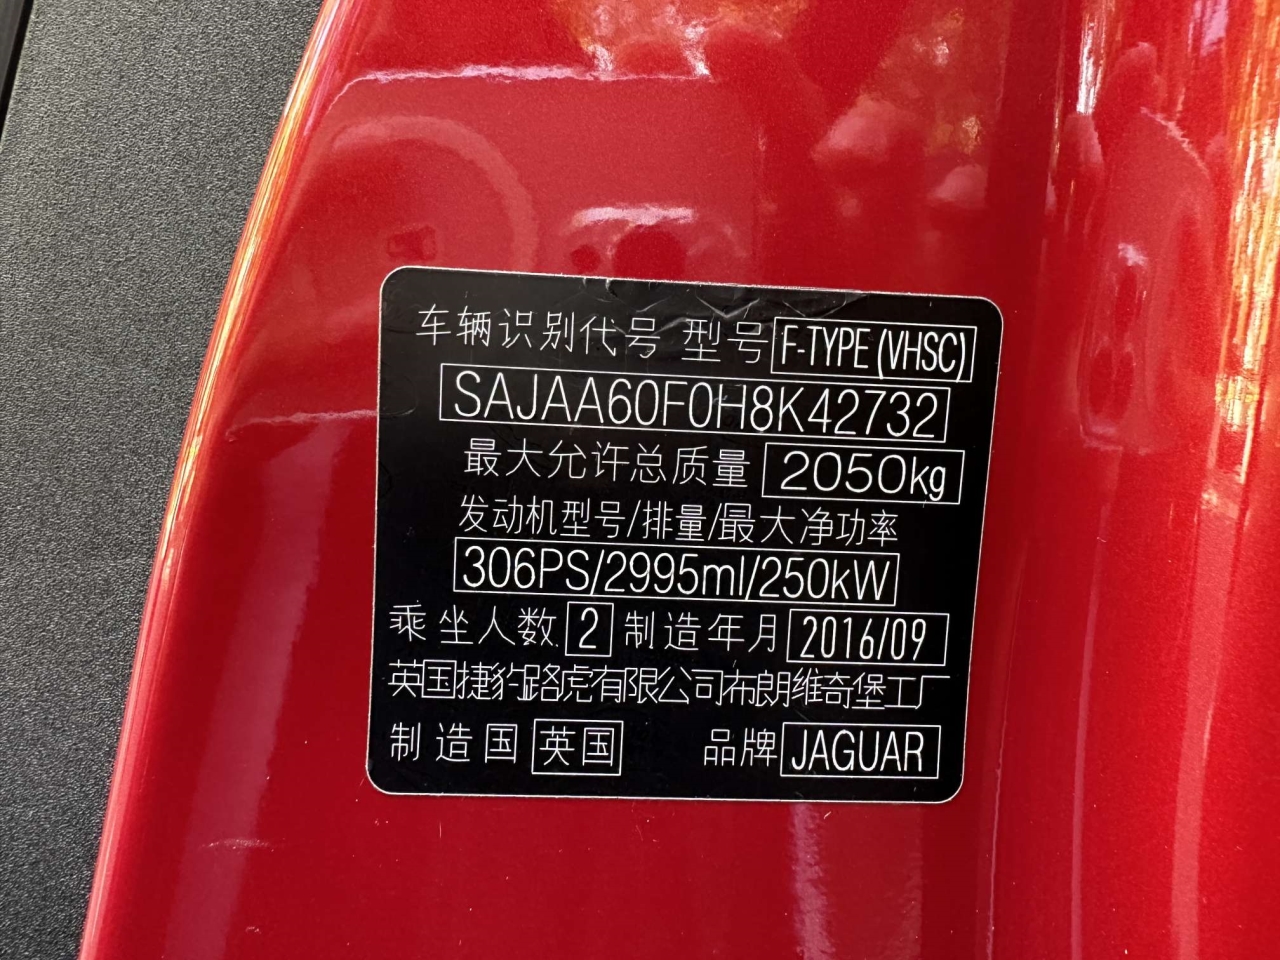 车辆识别代号 型号 F-TYPE (VHSC)
SAJAA60F0H8K42732
最大允许总质量 2050kg
发动机型号/排量/最大净功率
306PS/2995ml/250kW
乘坐人数 2 制造年月 2016/09
英国捷豹路虎有限公司布朗维奇堡工厂
制造国 英国 品牌 JAGUAR